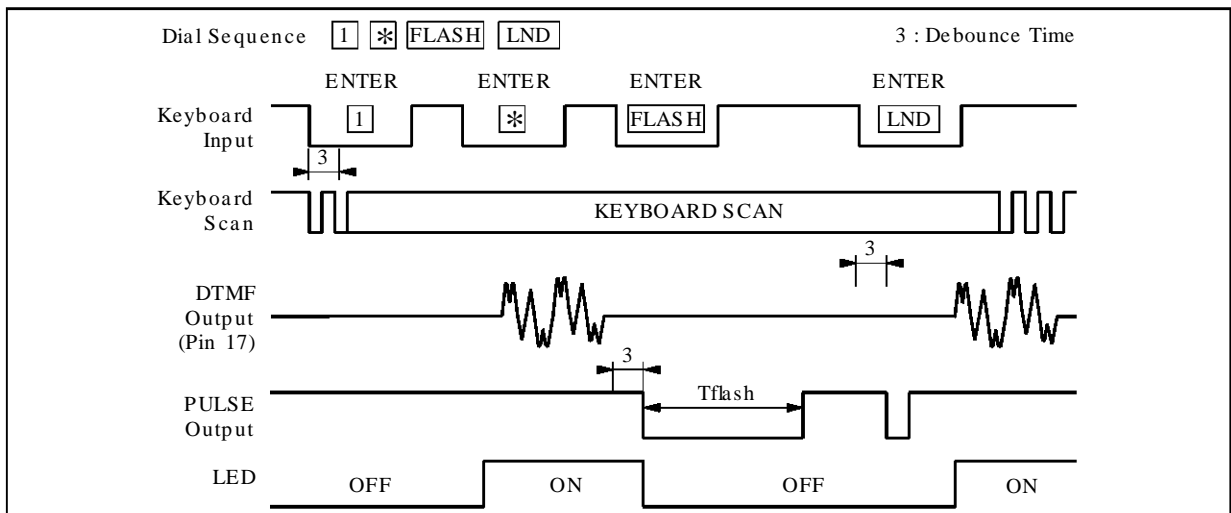 Dial Sequence 1 * FLASH LND 3 : Debounce Time
ENTER ENTER ENTER ENTER
Keyboard Input 1 * FLASH LND
3
Keyboard Scan KEYBOARD SCAN
3
DTMF Output (Pin 17)
3
PULSE Output Tflash
LED OFF ON OFF ON